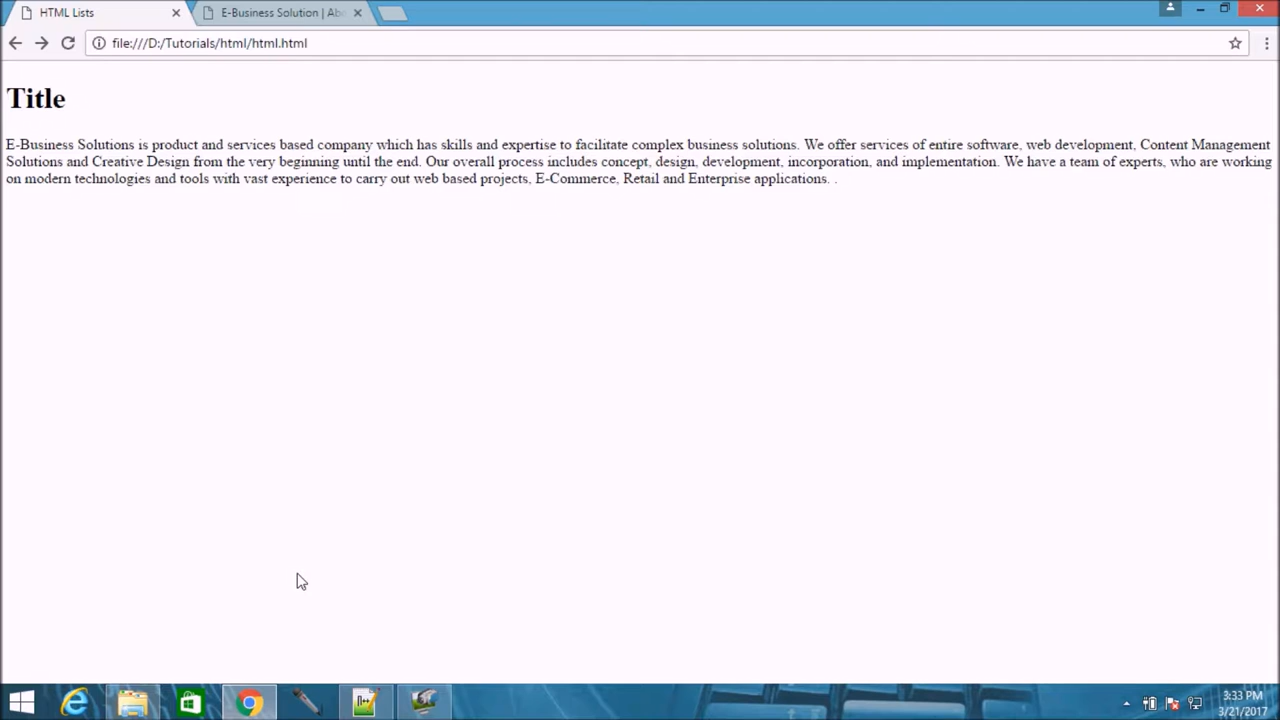 HTML Lists
E-Business Solution | Ab
file:///D:/Tutorials/html/html.html
Title
E-Business Solutions is product and services based company which has skills and expertise to facilitate complex business solutions. We offer services of entire software, web development, Content Management
Solutions and Creative Design from the very beginning until the end. Our overall process includes concept, design, development, incorporation, and implementation. We have a team of experts, who are working
on modern technologies and tools with vast experience to carry out web based projects, E-Commerce, Retail and Enterprise applications. .
3:33 PM
3/21/2017